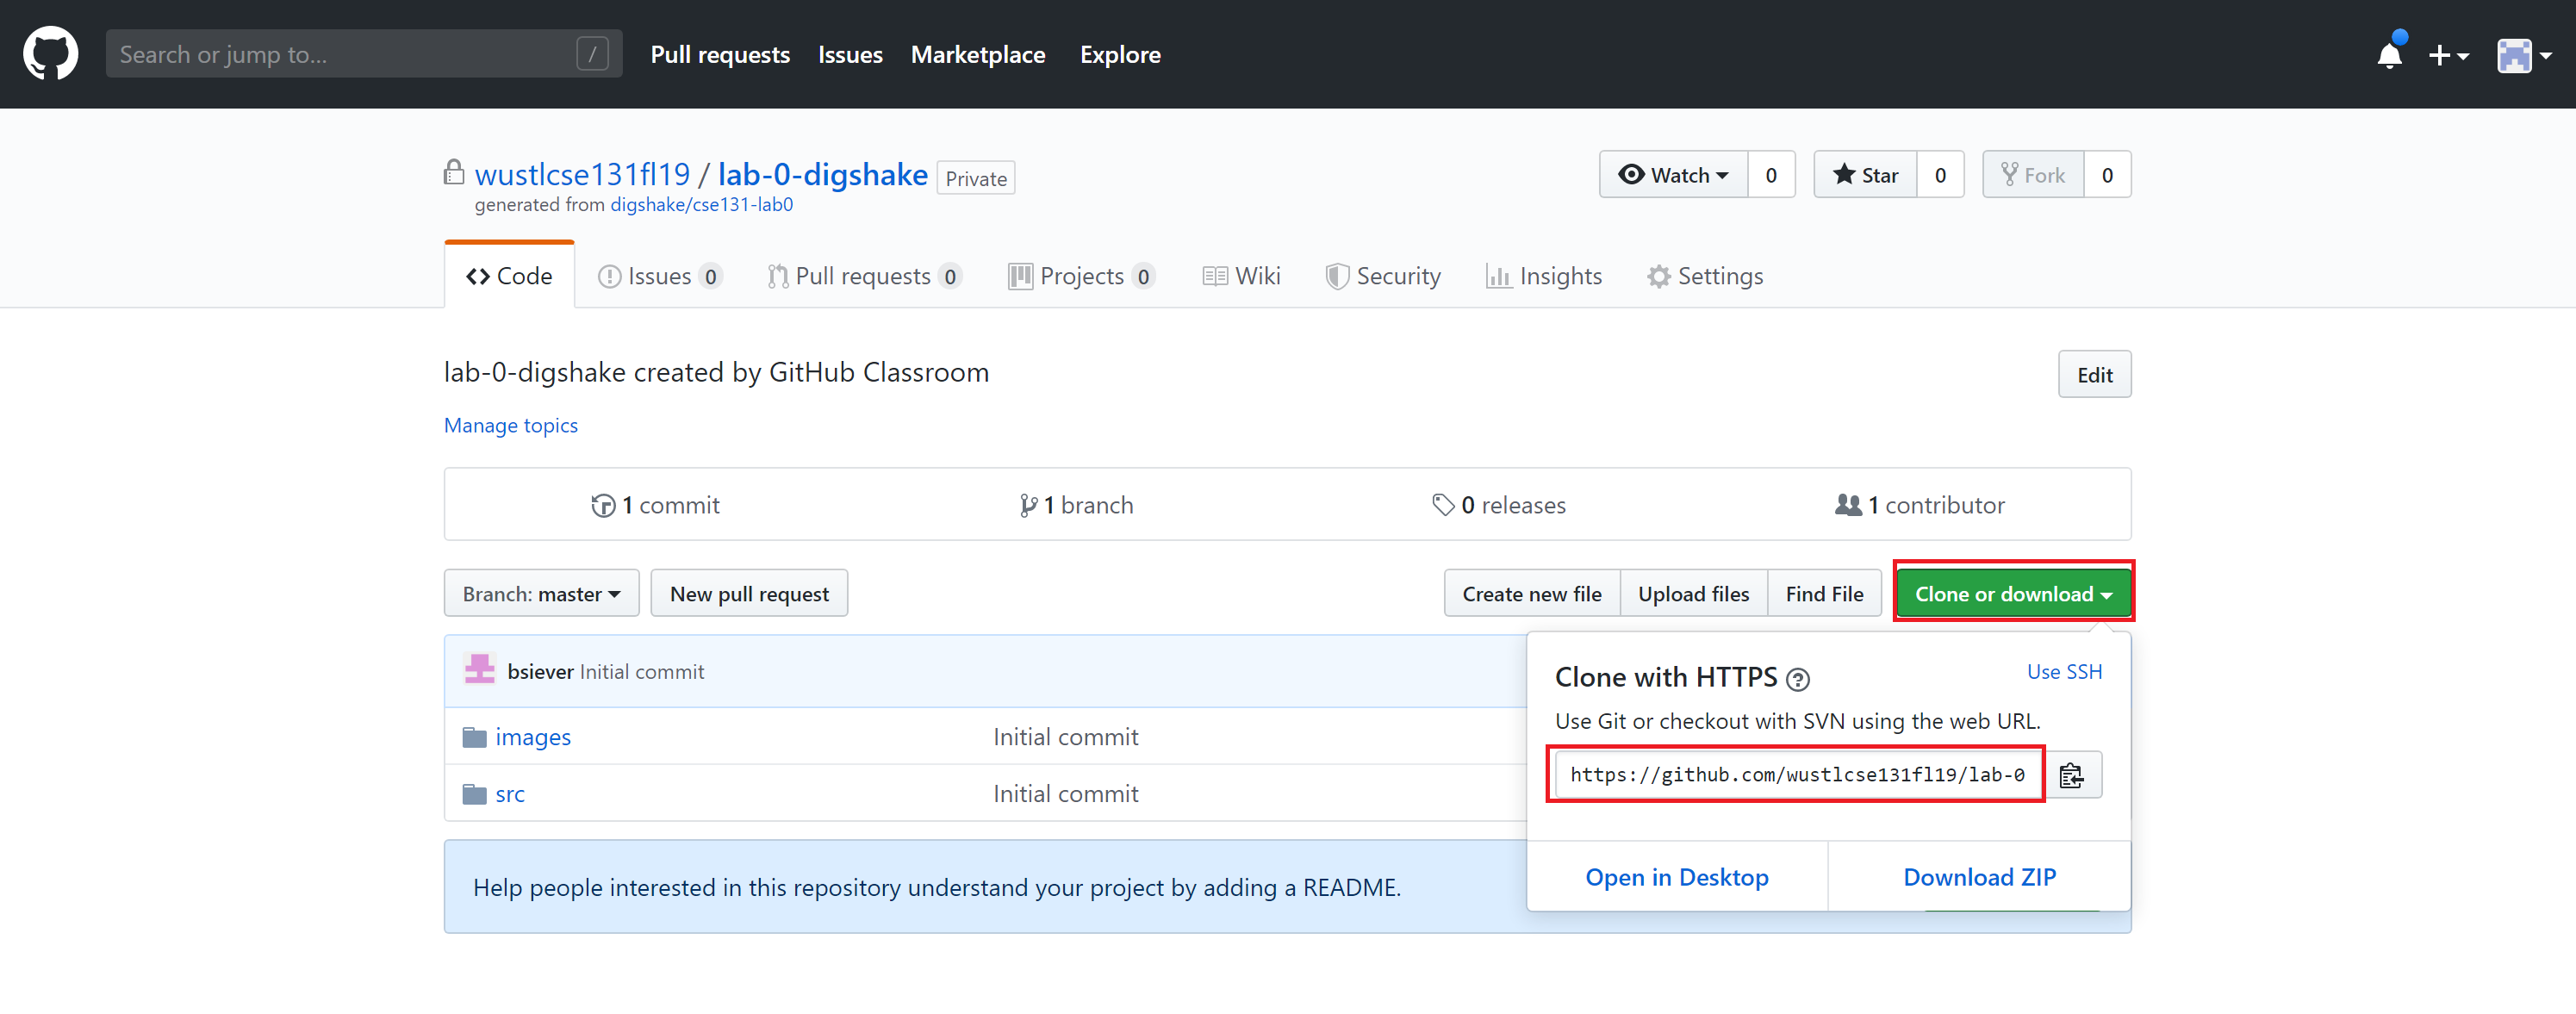 Search or jump to... / Pull requests Issues Marketplace Explore
wustlcse131fl19 / lab-0-digshake Private Watch 0 Star 0 Fork 0
generated from digshake/cse131-lab0
Code Issues 0 Pull requests 0 Projects 0 Wiki Security Insights Settings
lab-0-digshake created by GitHub Classroom Edit
Manage topics
1 commit 1 branch 0 releases 1 contributor
Branch: master New pull request Create new file Upload files Find File Clone or download
bsiever Initial commit
images Initial commit
src Initial commit
Help people interested in this repository understand your project by adding a README.
Clone with HTTPS ? Use SSH
Use Git or checkout with SVN using the web URL.
https://github.com/wustlcse131fl19/lab-0
Open in Desktop Download ZIP